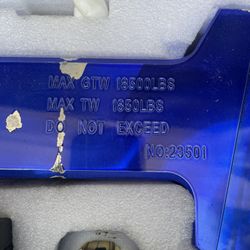 MAX GTW 18500LBS
MAX TW 1850LBS
DO NOT EXCEED
NO:23501